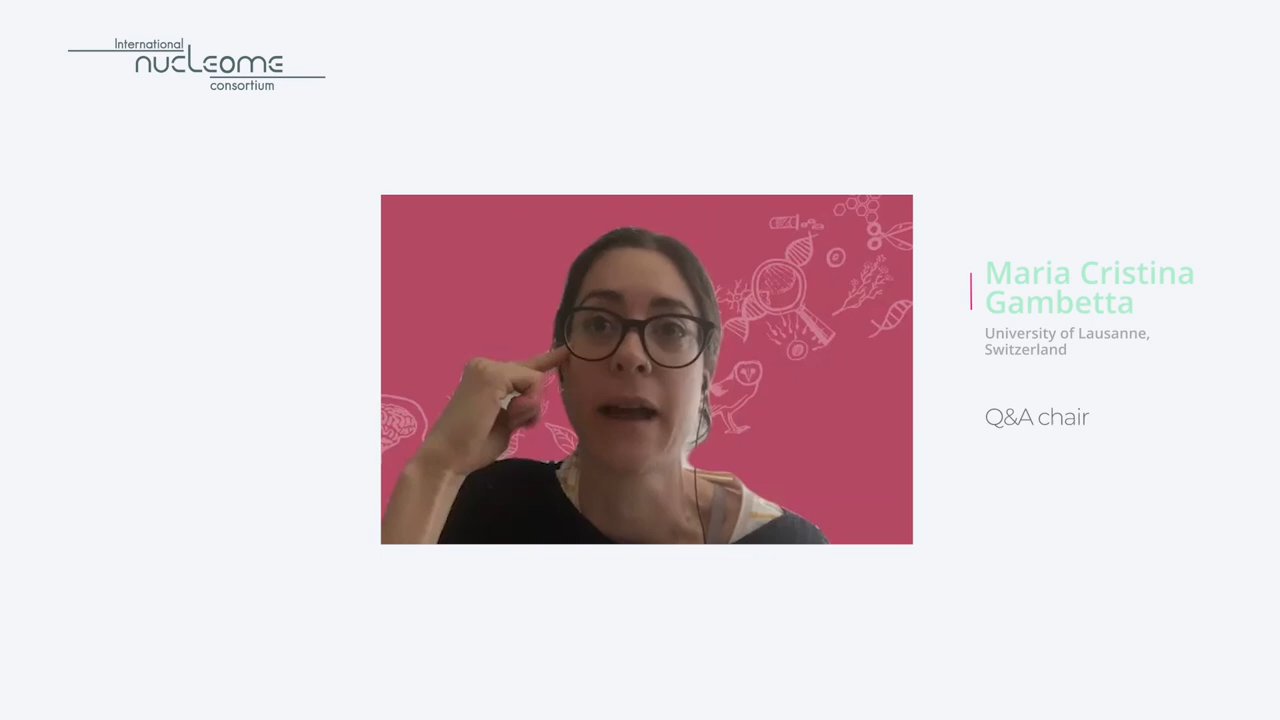 International
nucleome
consortium
Maria Cristina
Gambetta
University of Lausanne,
Switzerland
Q&A chair